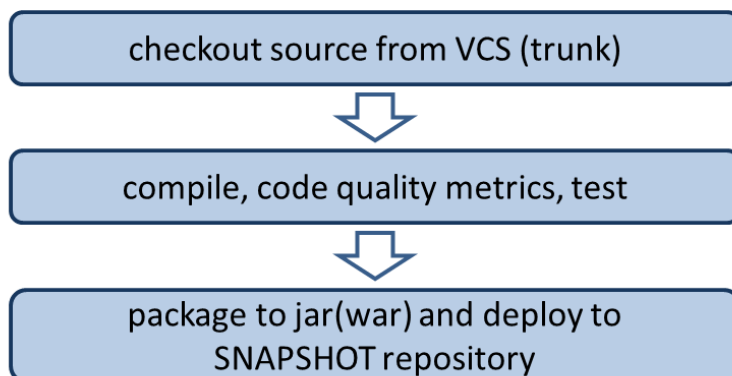 checkout source from VCS (trunk)
compile, code quality metrics, test
package to jar(war) and deploy to
SNAPSHOT repository